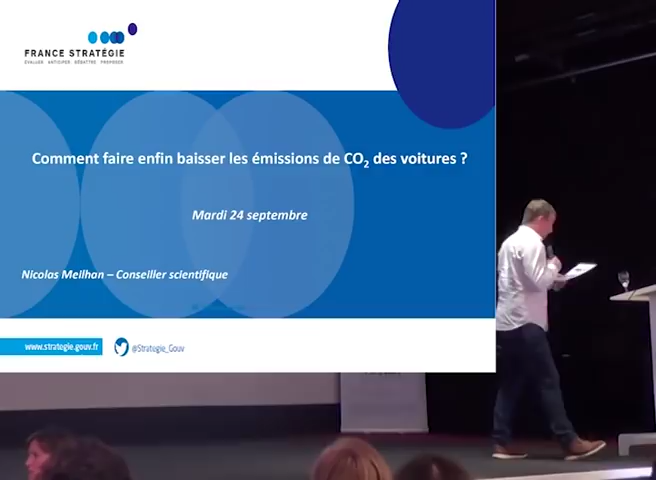 FRANCE STRATÉGIE
ÉVALUER. ANTICIPER. DÉBATTRE. PROPOSER.
Comment faire enfin baisser les émissions de CO₂ des voitures ?
Mardi 24 septembre
Nicolas Meilhan – Conseiller scientifique
www.strategie.gouv.fr
@Strategie_Gouv